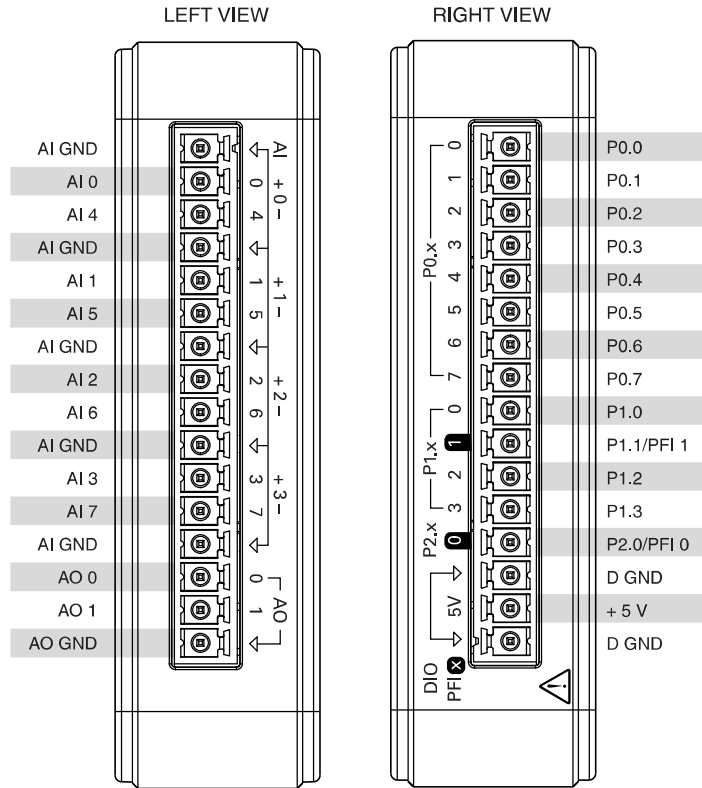 LEFT VIEW
AI GND
AI 0
AI 4
AI GND
AI 1
AI 5
AI GND
AI 2
AI 6
AI GND
AI 3
AI 7
AI GND
AO 0
AO 1
AO GND
AI
0
4
1
5
2
6
3
7
0
1
+ 0 –
+ 1 –
+ 2 –
+ 3 –
AO
RIGHT VIEW
P0.x
P1.x
P2.x
0
1
2
3
4
5
6
7
0
1
2
3
0
5V
DIO
PFI X
P0.0
P0.1
P0.2
P0.3
P0.4
P0.5
P0.6
P0.7
P1.0
P1.1/PFI 1
P1.2
P1.3
P2.0/PFI 0
D GND
+ 5 V
D GND